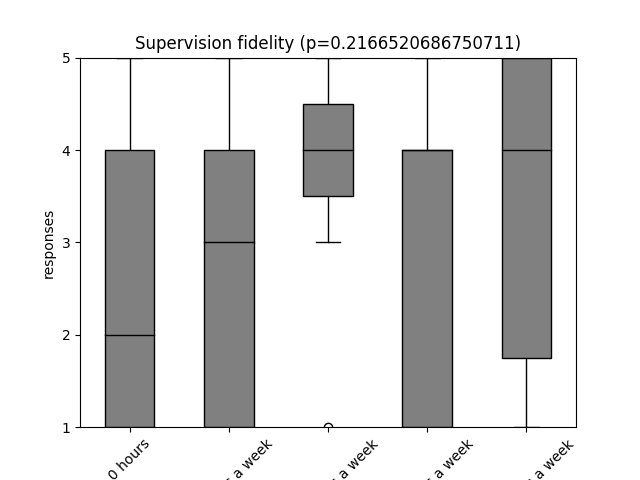 Supervision fidelity (p=0.2166520686750711)
5
4
3
2
1
responses
0 hours
a week
a week
a week
a week